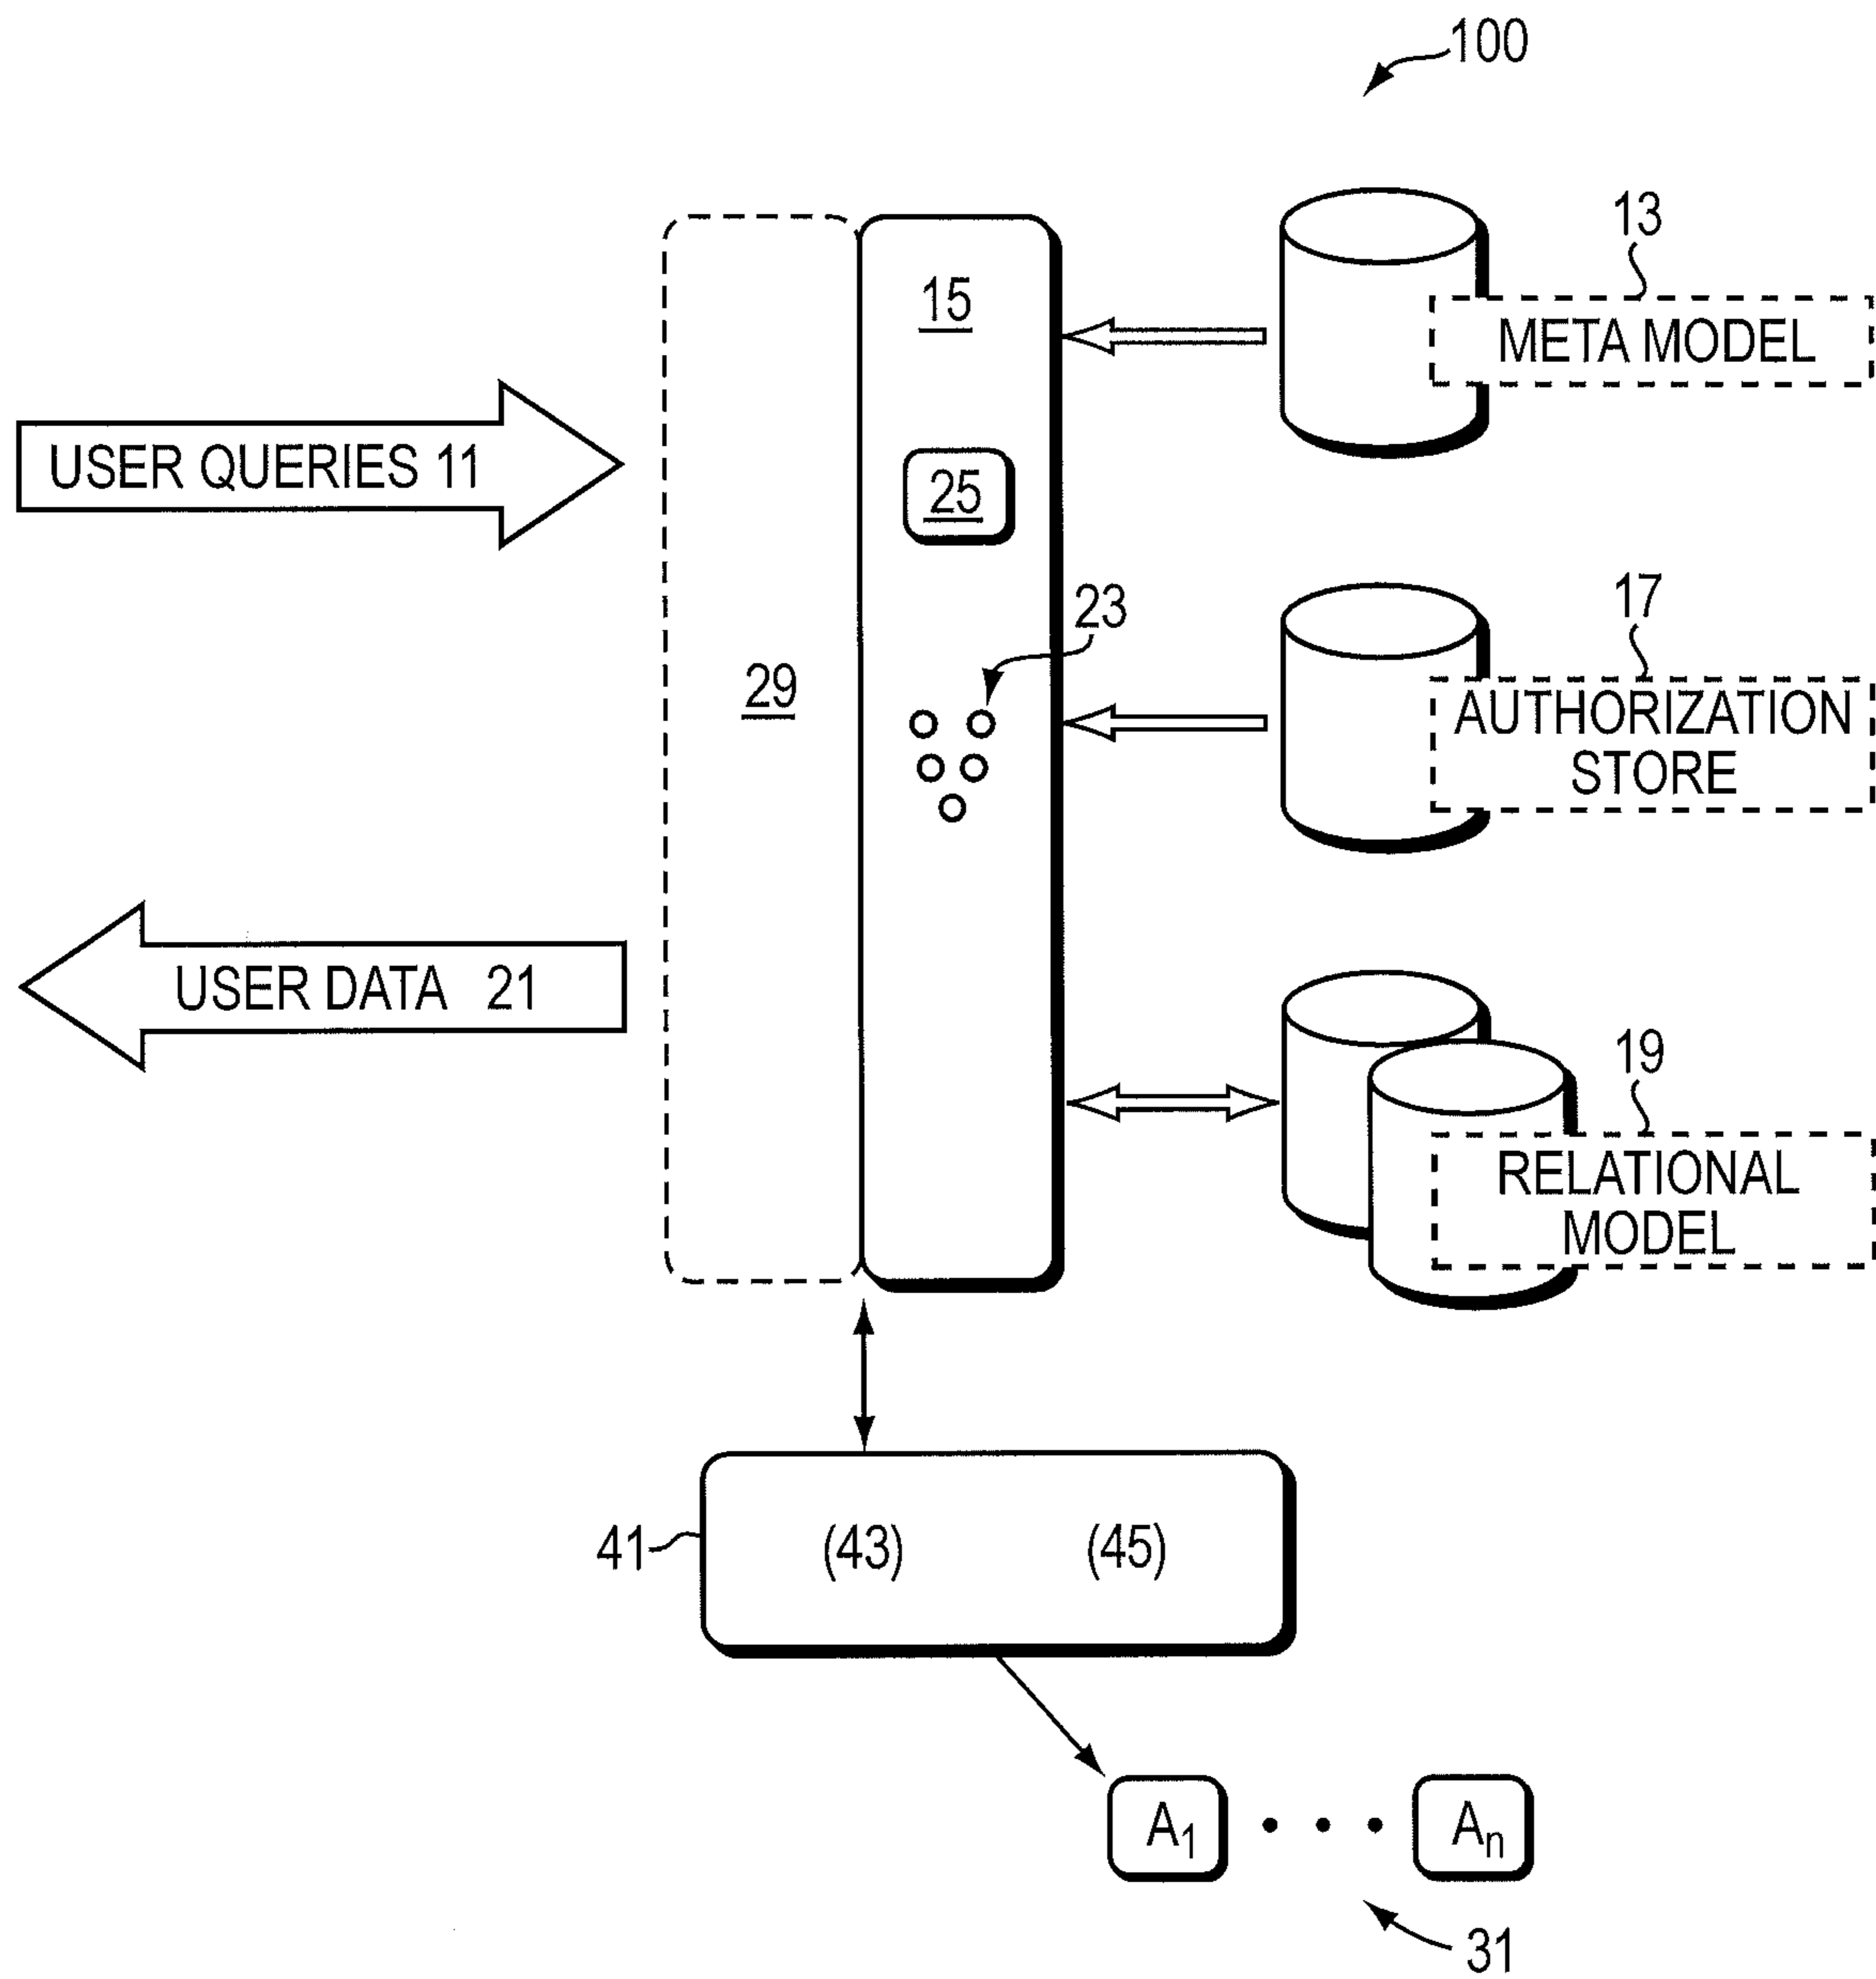 100
13
META MODEL
15
USER QUERIES 11
25
17
23
AUTHORIZATION
STORE
29
USER DATA 21
19
RELATIONAL
MODEL
41
(43) (45)
A1 • • • An
31